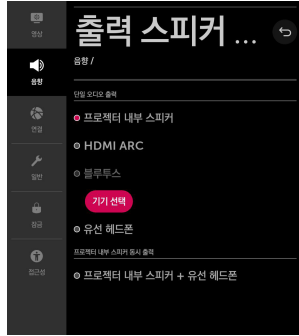 영상
출력 스피커 ...
음향
음향 /
단일 오디오 출력
프로젝터 내부 스피커
연결
HDMI ARC
일반
블루투스
기기 선택
잠금
유선 헤드폰
접근성
프로젝터 내부 스피커 동시 출력
프로젝터 내부 스피커 + 유선 헤드폰